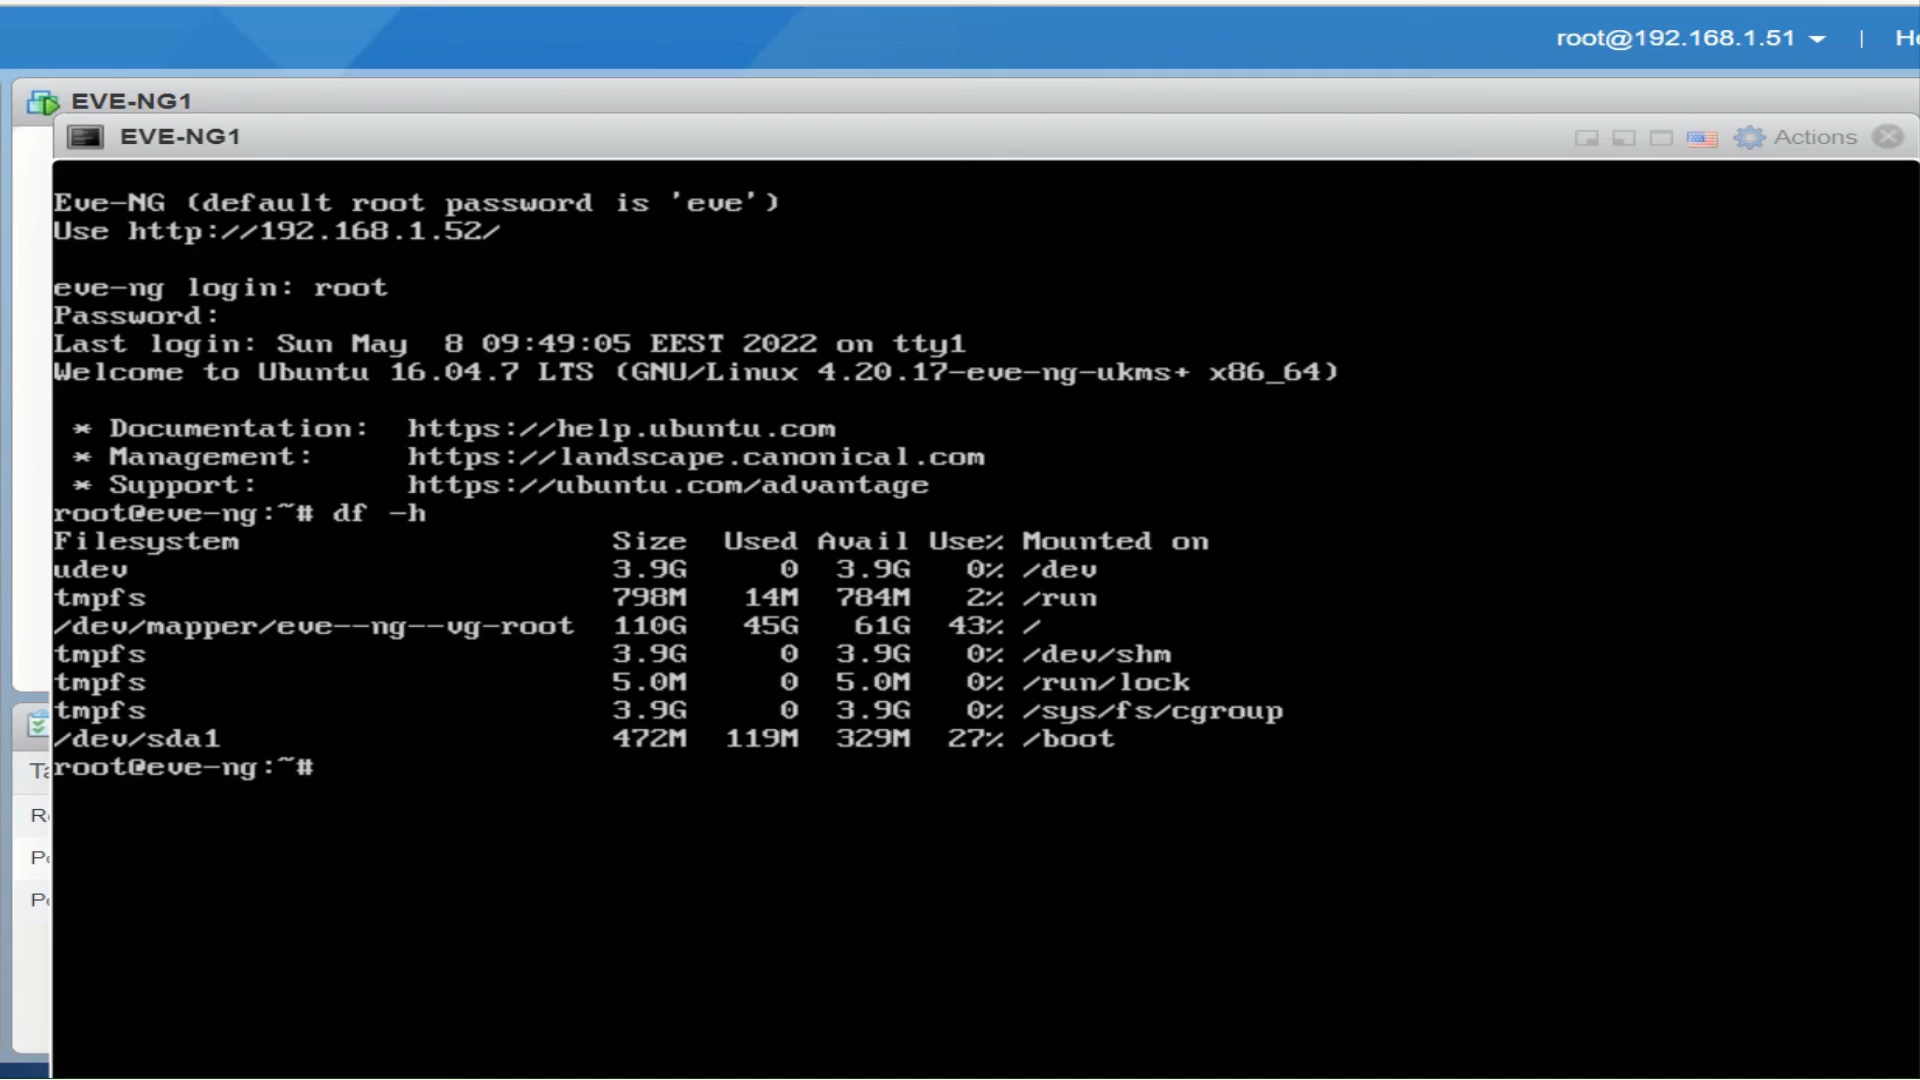 root@192.168.1.51 | He
EVE-NG1
EVE-NG1 Actions
Eve-NG (default root password is 'eve')
Use http://192.168.1.52/
eve-ng login: root
Password:
Last login: Sun May  8 09:49:05 EEST 2022 on tty1
Welcome to Ubuntu 16.04.7 LTS (GNU/Linux 4.20.17-eve-ng-ukms+ x86_64)
* Documentation:  https://help.ubuntu.com
* Management:     https://landscape.canonical.com
* Support:        https://ubuntu.com/advantage
root@eve-ng:~# df -h
Filesystem                    Size  Used Avail Use% Mounted on
udev                          3.9G     0  3.9G   0% /dev
tmpfs                         798M   14M  784M   2% /run
/dev/mapper/eve--ng--vg-root  110G   45G   61G  43% /
tmpfs                         3.9G     0  3.9G   0% /dev/shm
tmpfs                         5.0M     0  5.0M   0% /run/lock
tmpfs                         3.9G     0  3.9G   0% /sys/fs/cgroup
/dev/sda1                     472M  119M  329M  27% /boot
root@eve-ng:~#